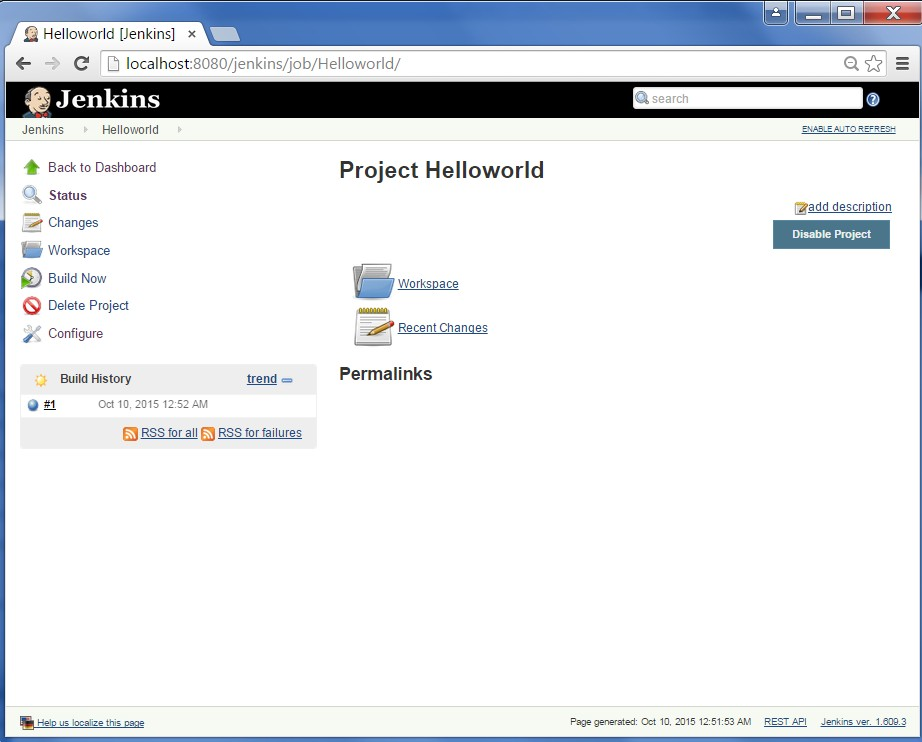 Helloworld [Jenkins]
localhost:8080/jenkins/job/Helloworld/
Jenkins
search
Jenkins Helloworld
ENABLE AUTO REFRESH
Back to Dashboard
Status
Changes
Workspace
Build Now
Delete Project
Configure
Build History trend
#1 Oct 10, 2015 12:52 AM
RSS for all RSS for failures
Project Helloworld
add description
Disable Project
Workspace
Recent Changes
Permalinks
Help us localize this page
Page generated: Oct 10, 2015 12:51:53 AM REST API Jenkins ver. 1.609.3